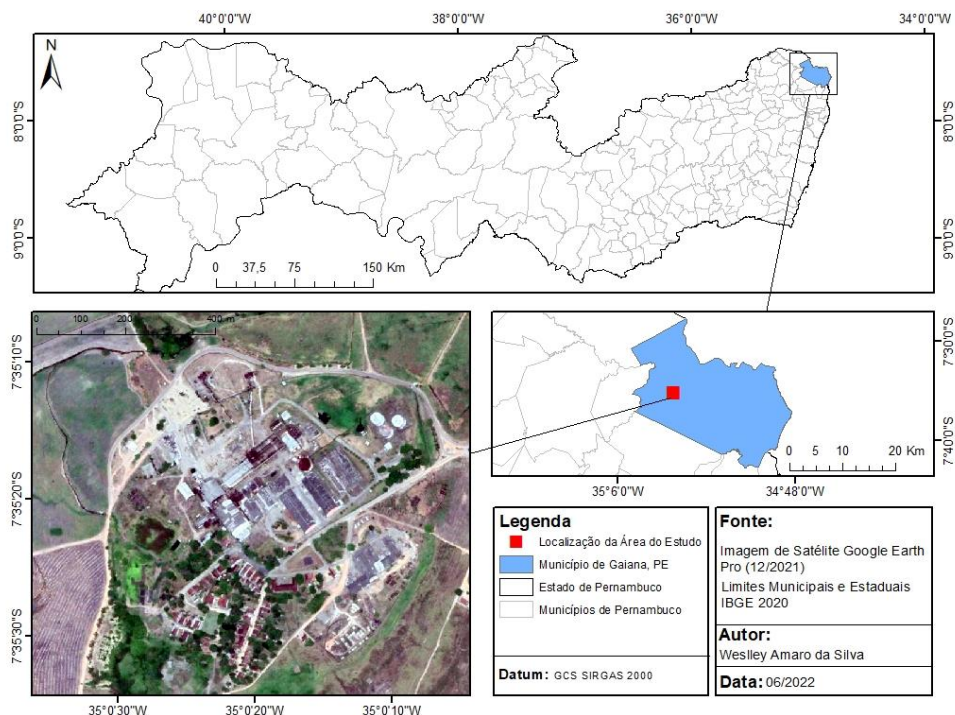 40°0'0"W 38°0'0"W 36°0'0"W 34°0'0"W
N
8°0'0"S 8°0'0"S
9°0'0"S 9°0'0"S
0 37,5 75 150 Km
0 100 200 400 m
7°35'10"S
7°35'20"S
7°35'30"S
35°0'30"W 35°0'20"W 35°0'10"W
7°30'0"S
7°40'0"S
0 5 10 20 Km
35°6'0"W 34°48'0"W
Legenda
Localização da Área do Estudo
Município de Gaiana, PE
Estado de Pernambuco
Municípios de Pernambuco
Datum: GCS SIRGAS 2000
Fonte:
Imagem de Satélite Google Earth
Pro (12/2021)
Limites Municipais e Estaduais
IBGE 2020
Autor:
Weslley Amaro da Silva
Data: 06/2022